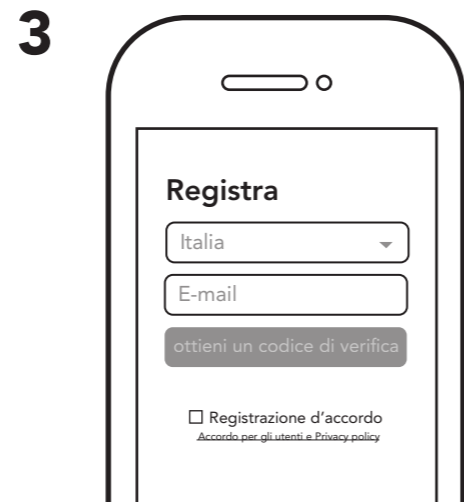 3
Registra
Italia
E-mail
ottieni un codice di verifica
Registrazione d’accordo
Accordo per gli utenti e Privacy policy